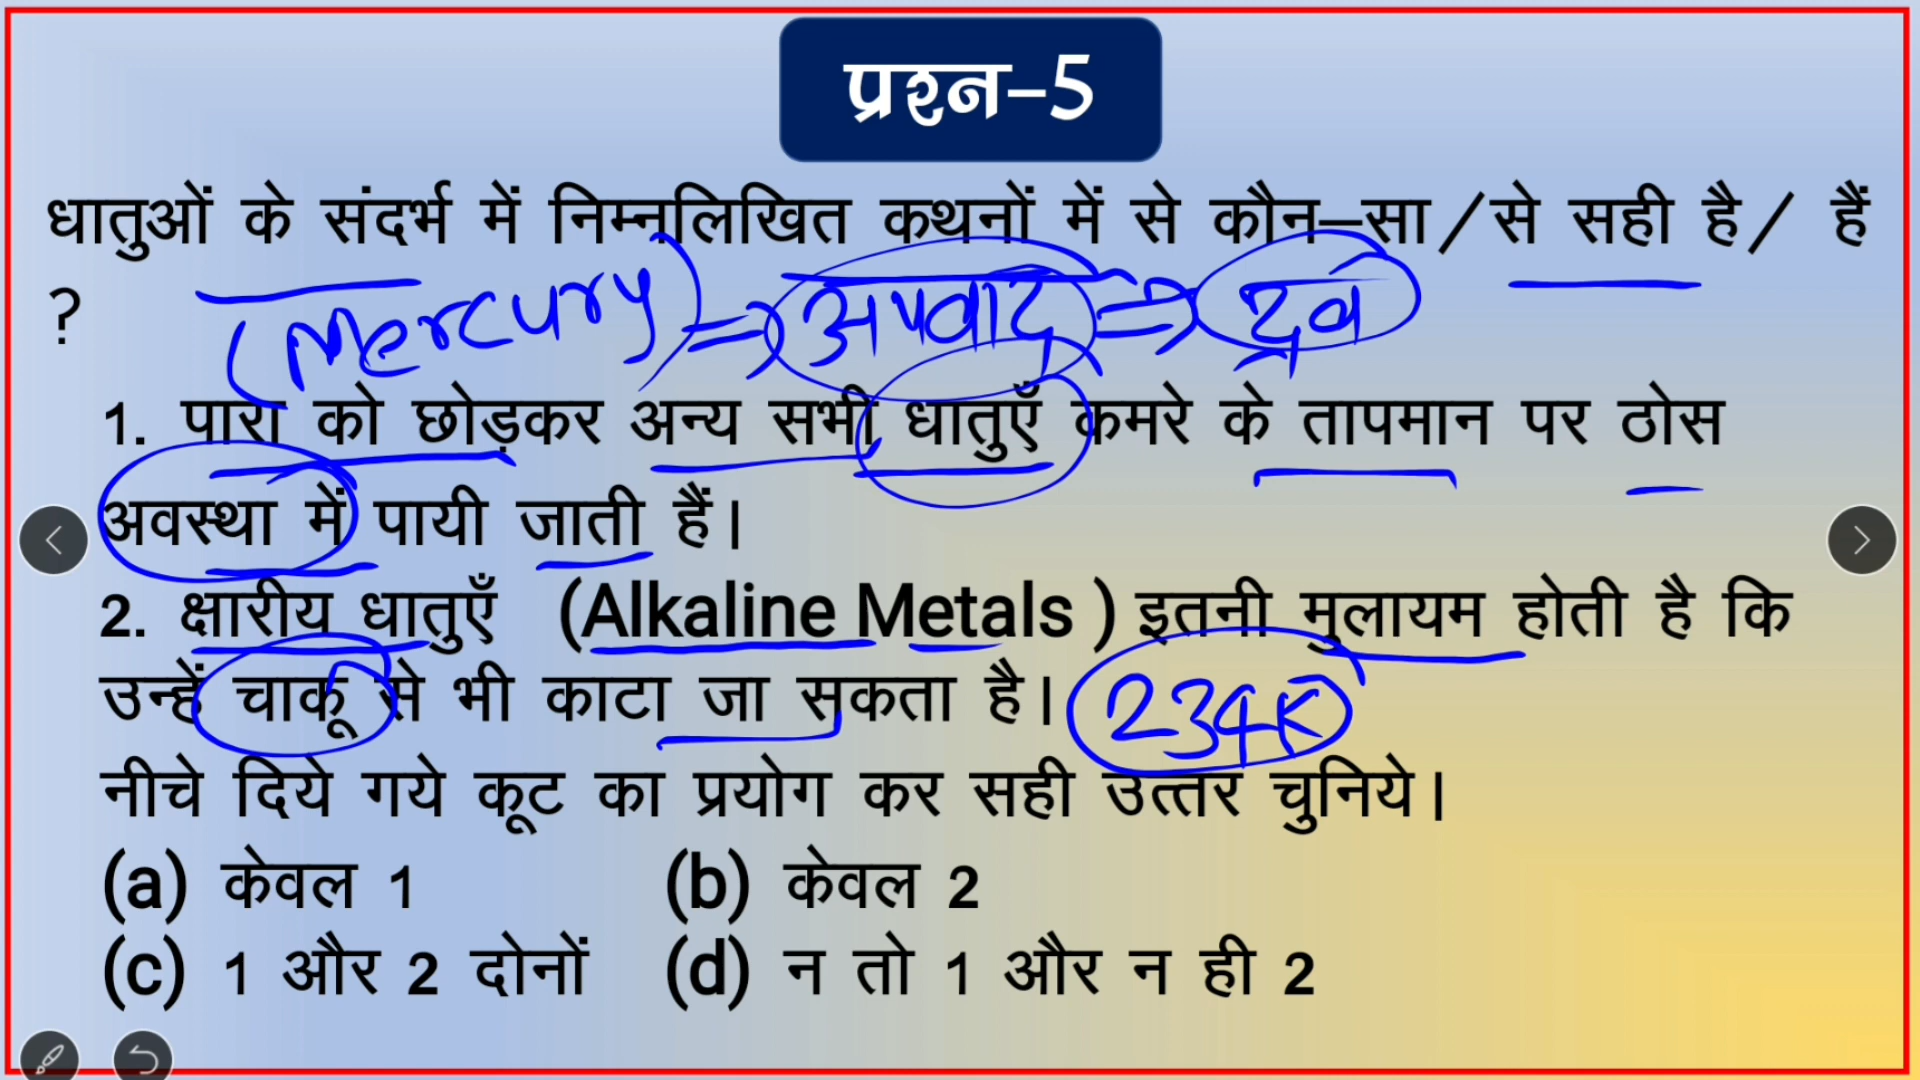 प्रश्न–5
धातुओं के संदर्भ में निम्नलिखित कथनों में से कौन–सा/से सही है/ हैं
?
(Mercury) ⇒ अपवाद ⇒ द्रव
1. पारा को छोड़कर अन्य सभी धातुएँ कमरे के तापमान पर ठोस
अवस्था में पायी जाती हैं।
2. क्षारीय धातुएँ (Alkaline Metals ) इतनी मुलायम होती है कि
उन्हें चाकू से भी काटा जा सकता है। 234K
नीचे दिये गये कूट का प्रयोग कर सही उत्तर चुनिये।
(a) केवल 1 (b) केवल 2
(c) 1 और 2 दोनों (d) न तो 1 और न ही 2